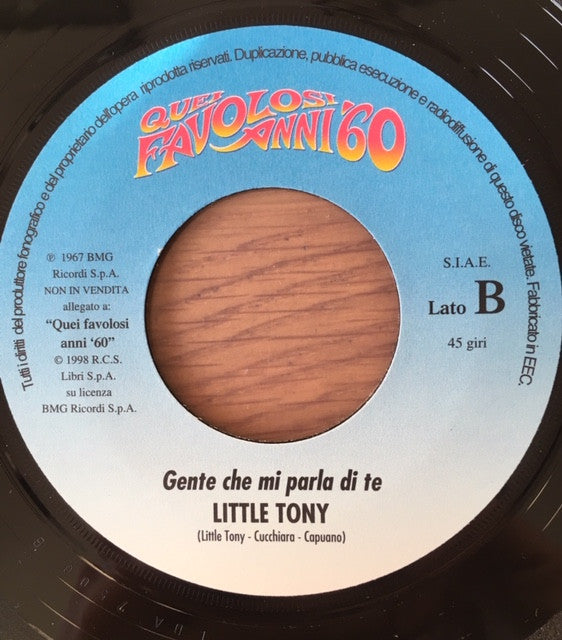 Tutti i diritti del produttore fonografico e del proprietario dell'opera riprodotta riservati. Duplicazione, pubblica esecuzione e radiodiffusione di questo disco vietate. Fabbricato in EEC.
QUEI
FAVOLOSI
ANNI '60
℗ 1967 BMG
Ricordi S.p.A.
NON IN VENDITA
allegato a:
“Quei favolosi
anni ‘60”
© 1998 R.C.S.
Libri S.p.A.
su licenza
BMG Ricordi S.p.A.
S.I.A.E.
Lato B
45 giri
Gente che mi parla di te
LITTLE TONY
(Little Tony - Cucchiara - Capuano)